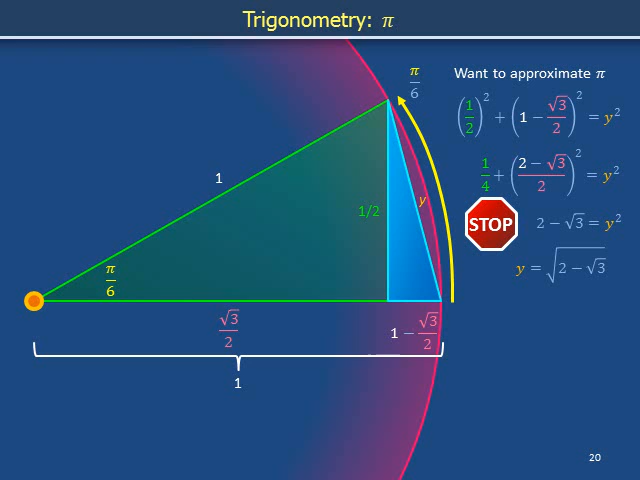 Trigonometry: π
Want to approximate π
π/6
(1/2)² + (1 − √3/2)² = y²
1/4 + ((2 − √3)/2)² = y²
STOP
2 − √3 = y²
y = √(2 − √3)
1
1/2
y
π/6
√3/2
1 − √3/2
1
20